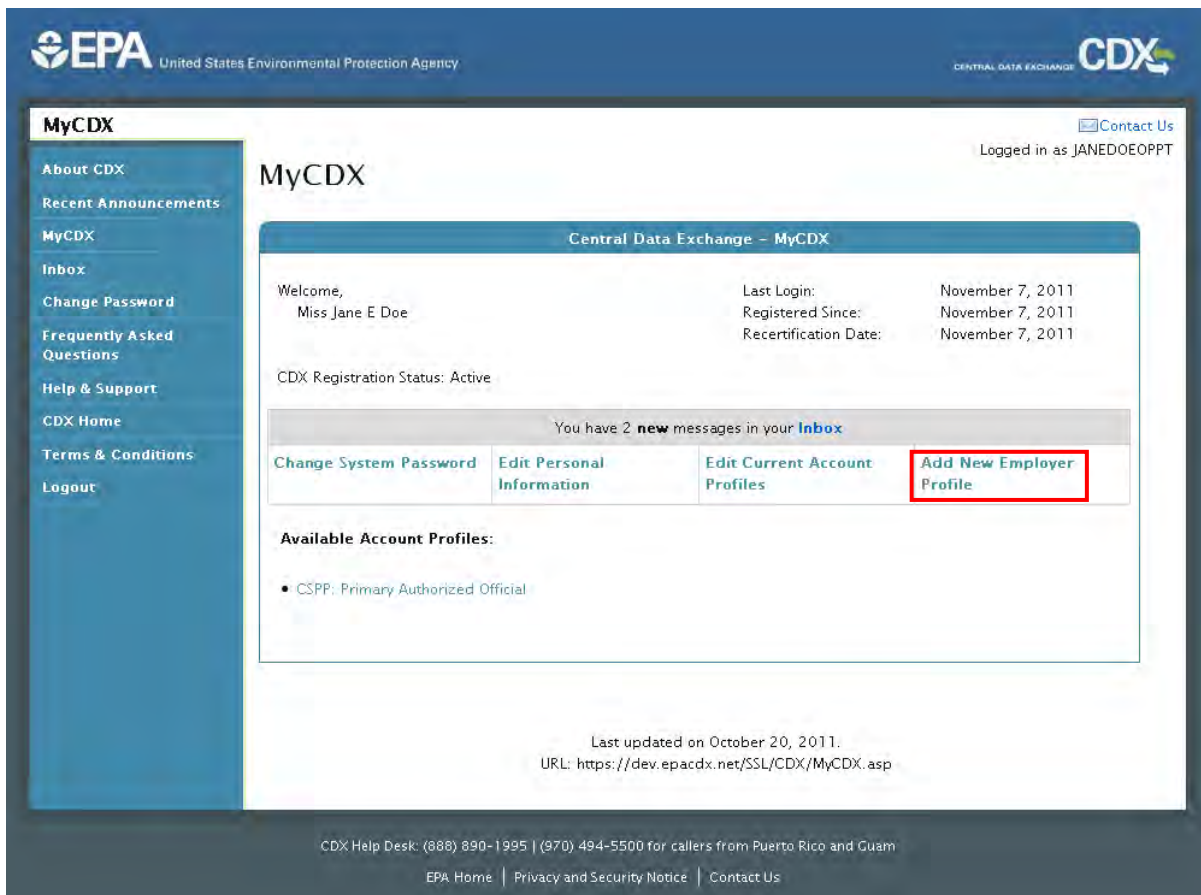 EPA United States Environmental Protection Agency
CENTRAL DATA EXCHANGE CDX
MyCDX
Contact Us
Logged in as JANEDOEOPPT
About CDX
Recent Announcements
MyCDX
Inbox
Change Password
Frequently Asked
Questions
Help & Support
CDX Home
Terms & Conditions
Logout
MyCDX
Central Data Exchange - MyCDX
Welcome,
Miss Jane E Doe
Last Login: November 7, 2011
Registered Since: November 7, 2011
Recertification Date: November 7, 2011
CDX Registration Status: Active
You have 2 new messages in your Inbox
Change System Password
Edit Personal
Information
Edit Current Account
Profiles
Add New Employer
Profile
Available Account Profiles:
• CSPP: Primary Authorized Official
Last updated on October 20, 2011.
URL: https://dev.epacdx.net/SSL/CDX/MyCDX.asp
CDX Help Desk: (888) 890-1995 | (970) 494-5500 for callers from Puerto Rico and Guam
EPA Home | Privacy and Security Notice | Contact Us